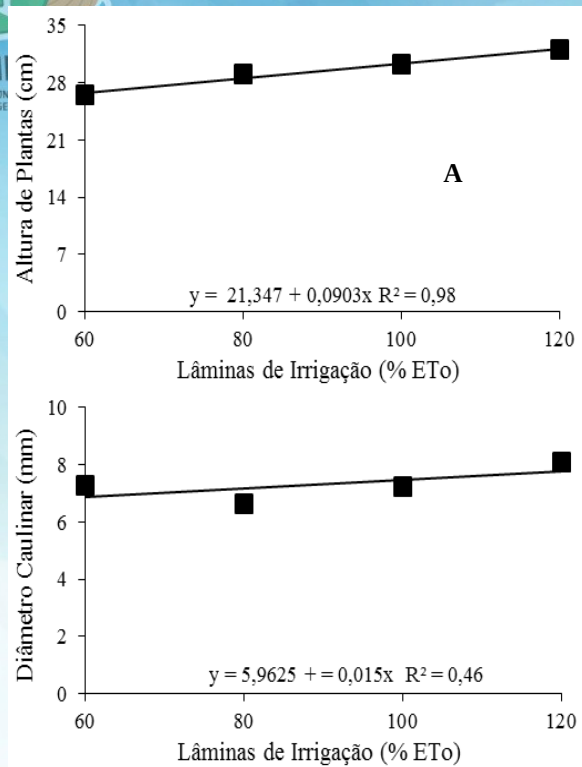 35
28
21
14
7
0
Altura de Plantas (cm)
A
y = 21,347 + 0,0903x R² = 0,98
60 80 100 120
Lâminas de Irrigação (% ETo)
10
8
6
4
2
0
Diâmetro Caulinar (mm)
y = 5,9625 + = 0,015x R² = 0,46
60 80 100 120
Lâminas de Irrigação (% ETo)